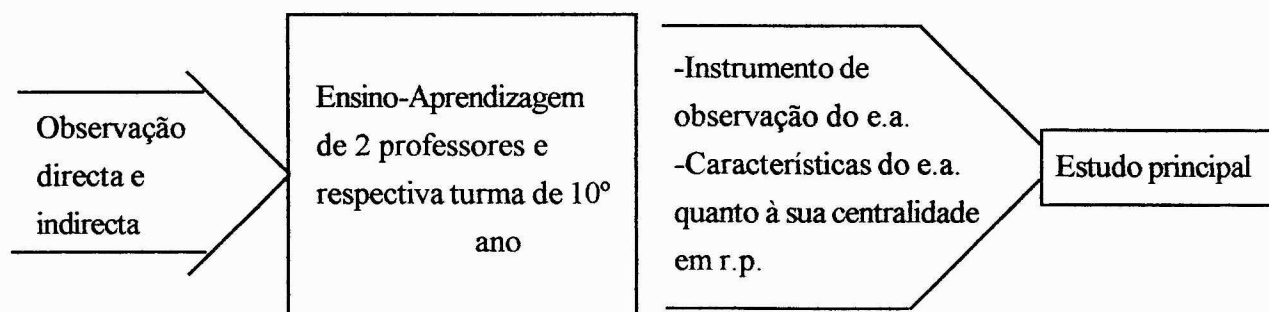 Observação
directa e
indirecta
Ensino-Aprendizagem
de 2 professores e
respectiva turma de 10º
ano
-Instrumento de
observação do e.a.
-Características do e.a.
quanto à sua centralidade
em r.p.
Estudo principal